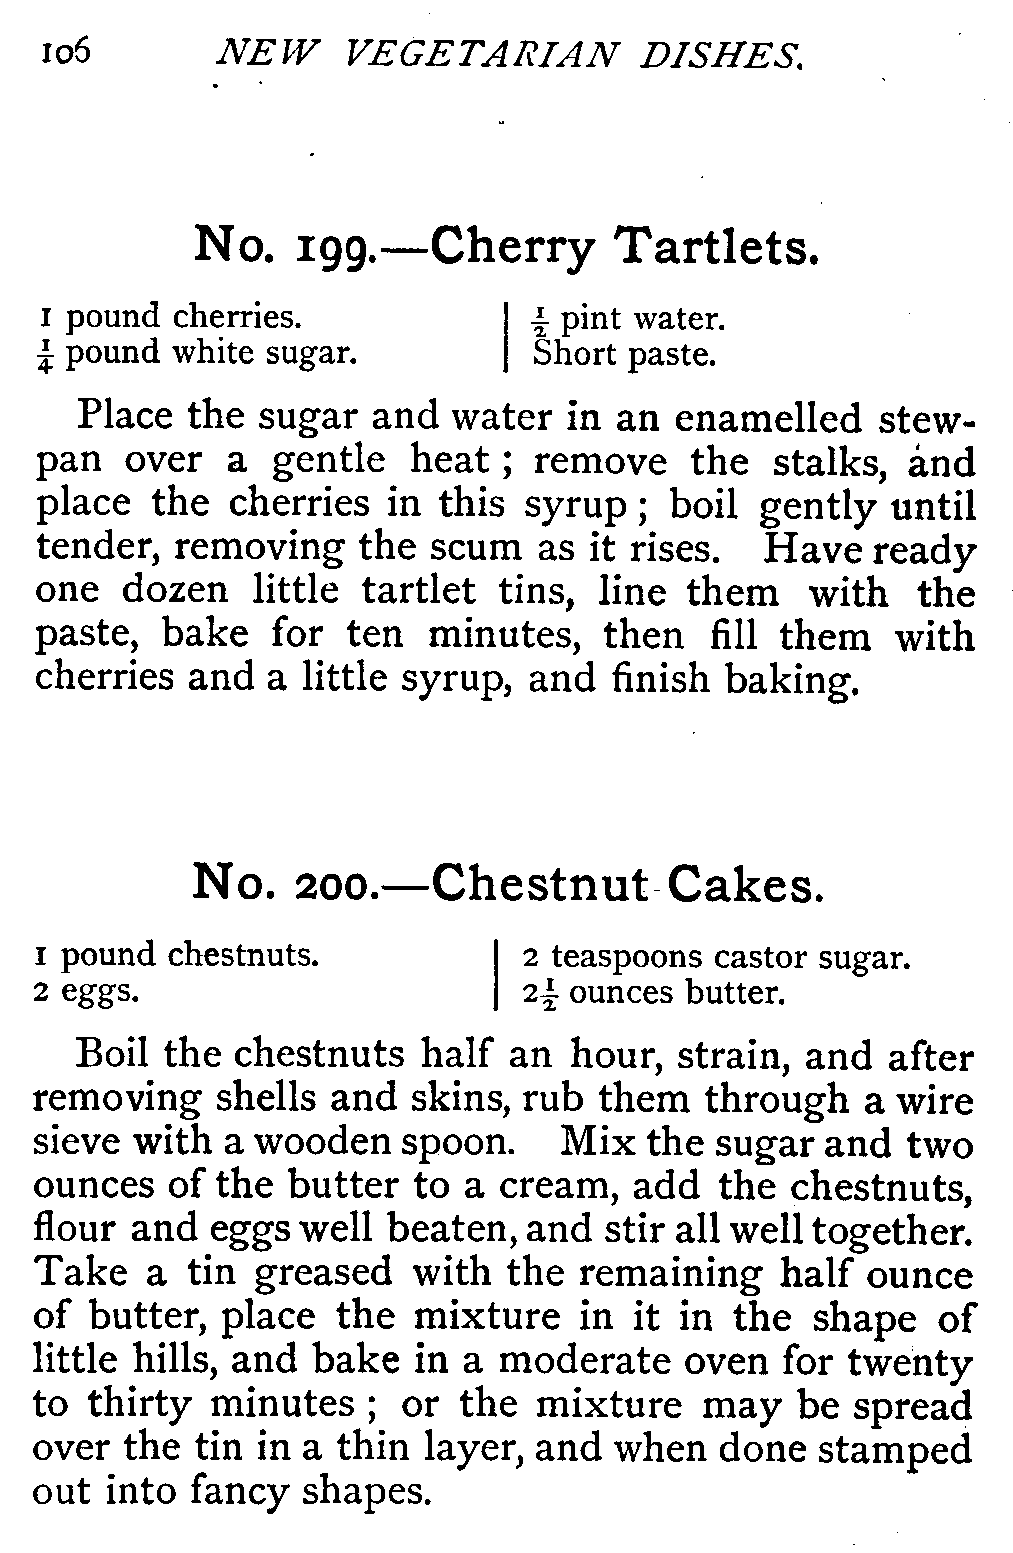 106 NEW VEGETARIAN DISHES.
No. 199.—Cherry Tartlets.
1 pound cherries.
¼ pound white sugar.
½ pint water.
Short paste.
Place the sugar and water in an enamelled stew-
pan over a gentle heat ; remove the stalks, and
place the cherries in this syrup ; boil gently until
tender, removing the scum as it rises. Have ready
one dozen little tartlet tins, line them with the
paste, bake for ten minutes, then fill them with
cherries and a little syrup, and finish baking.
No. 200.—Chestnut Cakes.
1 pound chestnuts.
2 eggs.
2 teaspoons castor sugar.
2½ ounces butter.
Boil the chestnuts half an hour, strain, and after
removing shells and skins, rub them through a wire
sieve with a wooden spoon. Mix the sugar and two
ounces of the butter to a cream, add the chestnuts,
flour and eggs well beaten, and stir all well together.
Take a tin greased with the remaining half ounce
of butter, place the mixture in it in the shape of
little hills, and bake in a moderate oven for twenty
to thirty minutes ; or the mixture may be spread
over the tin in a thin layer, and when done stamped
out into fancy shapes.